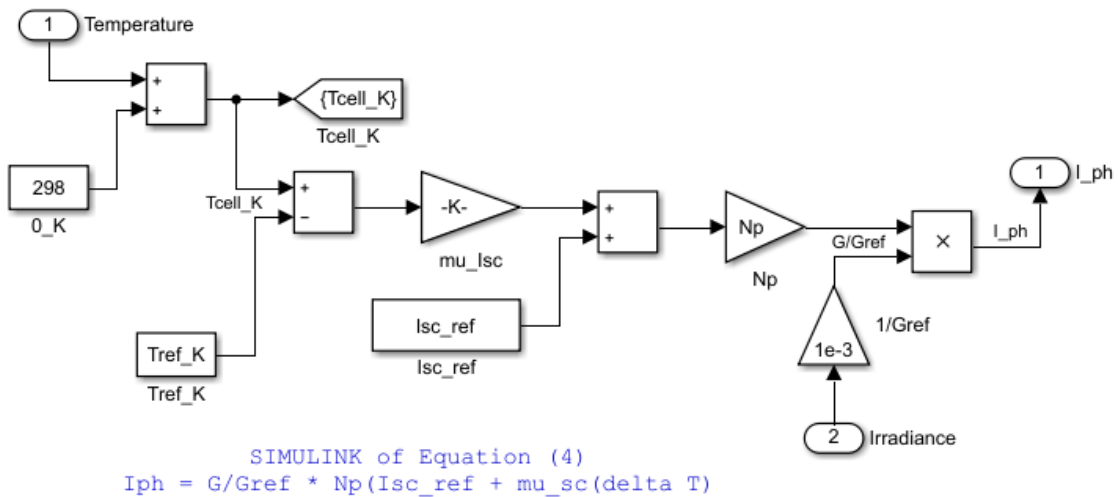 1 Temperature
+
+
{Tcell_K}
Tcell_K
298
0_K
Tcell_K
+
−
-K-
mu_Isc
+
+
Np
Np
G/Gref
×
I_ph
1
I_ph
Isc_ref
Isc_ref
Tref_K
Tref_K
1/Gref
1e-3
2 Irradiance
SIMULINK of Equation (4)
Iph = G/Gref * Np(Isc_ref + mu_sc(delta T)